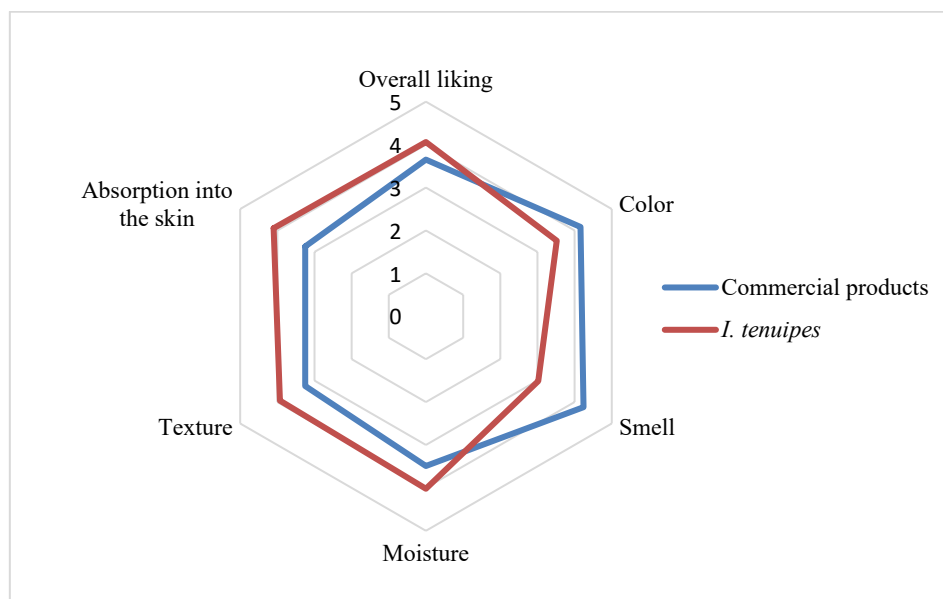 Overall liking
5
4
3
2
1
0
Color
Smell
Moisture
Texture
Absorption into
the skin
Commercial products
I. tenuipes